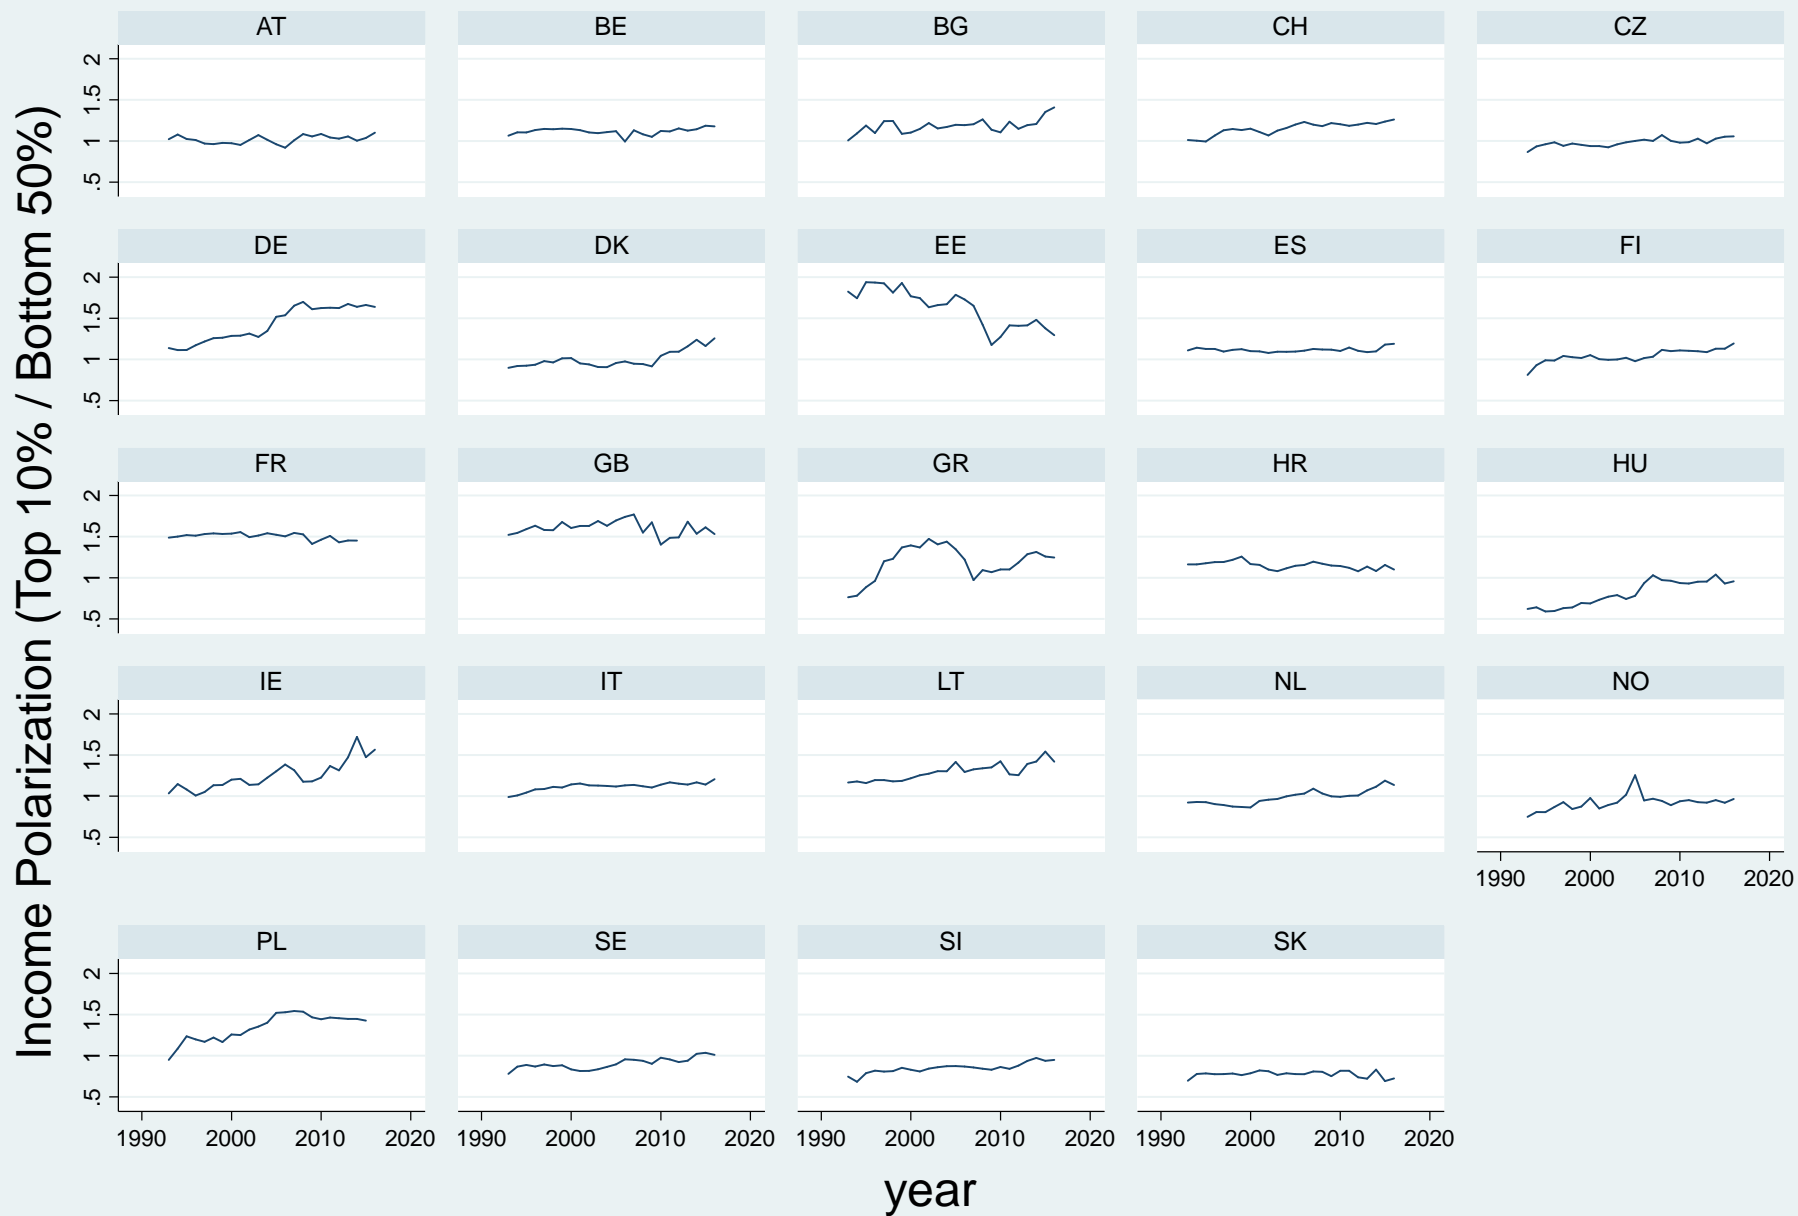 Income Polarization (Top 10% / Bottom 50%)
AT BE BG CH CZ
2
1.5
1
.5
DE DK EE ES FI
2
1.5
1
.5
FR GB GR HR HU
2
1.5
1
.5
IE IT LT NL NO
2
1.5
1
.5
1990 2000 2010 2020
PL SE SI SK
2
1.5
1
.5
1990 2000 2010 2020 1990 2000 2010 2020 1990 2000 2010 2020 1990 2000 2010 2020
year